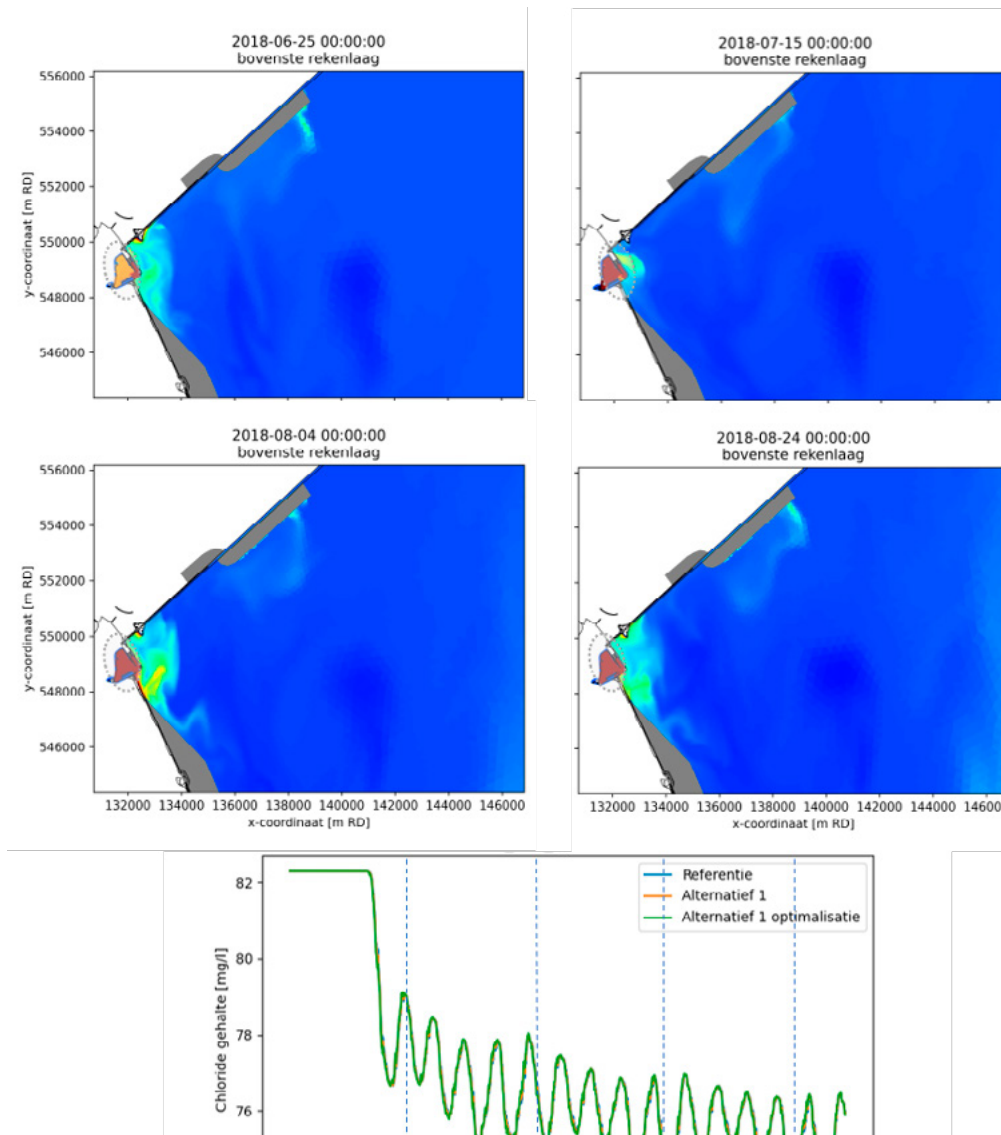 2018-06-25 00:00:00
bovenste rekenlaag
2018-07-15 00:00:00
bovenste rekenlaag
556000
554000
552000
550000
548000
546000
y-coordinaat [m RD]
2018-08-04 00:00:00
bovenste rekenlaag
2018-08-24 00:00:00
bovenste rekenlaag
556000
554000
552000
550000
548000
546000
y-coordinaat [m RD]
132000 134000 136000 138000 140000 142000 144000 146000
x-coordinaat [m RD]
132000 134000 136000 138000 140000 142000 144000 14600
x-coordinaat [m RD]
Referentie
Alternatief 1
Alternatief 1 optimalisatie
82
80
78
76
Chloride gehalte [mg/l]